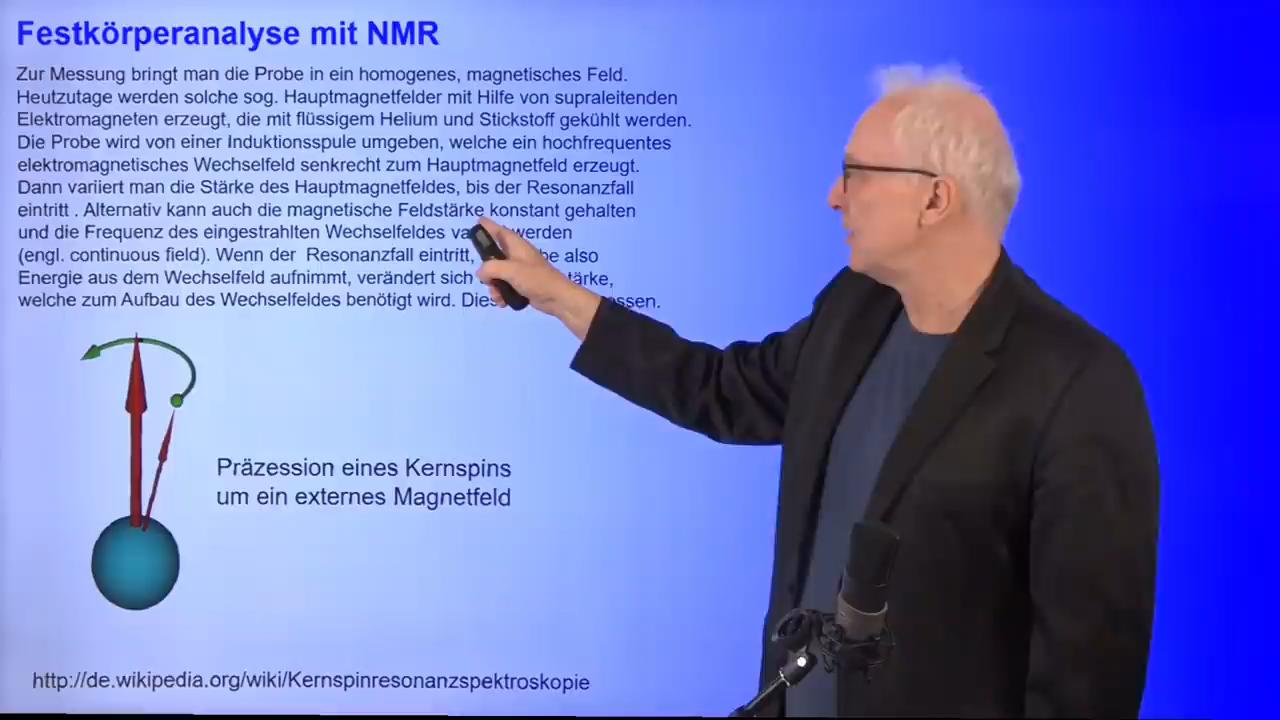 Festkörperanalyse mit NMR
Zur Messung bringt man die Probe in ein homogenes, magnetisches Feld.
Heutzutage werden solche sog. Hauptmagnetfelder mit Hilfe von supraleitenden
Elektromagneten erzeugt, die mit flüssigem Helium und Stickstoff gekühlt werden.
Die Probe wird von einer Induktionsspule umgeben, welche ein hochfrequentes
elektromagnetisches Wechselfeld senkrecht zum Hauptmagnetfeld erzeugt.
Dann variiert man die Stärke des Hauptmagnetfeldes, bis der Resonanzfall
eintritt . Alternativ kann auch die magnetische Feldstärke konstant gehalten
und die Frequenz des eingestrahlten Wechselfeldes werden
(engl. continuous field). Wenn der Resonanzfall eintritt, also
Energie aus dem Wechselfeld aufnimmt, verändert sich
welche zum Aufbau des Wechselfeldes benötigt wird.
Präzession eines Kernspins
um ein externes Magnetfeld
http://de.wikipedia.org/wiki/Kernspinresonanzspektroskopie